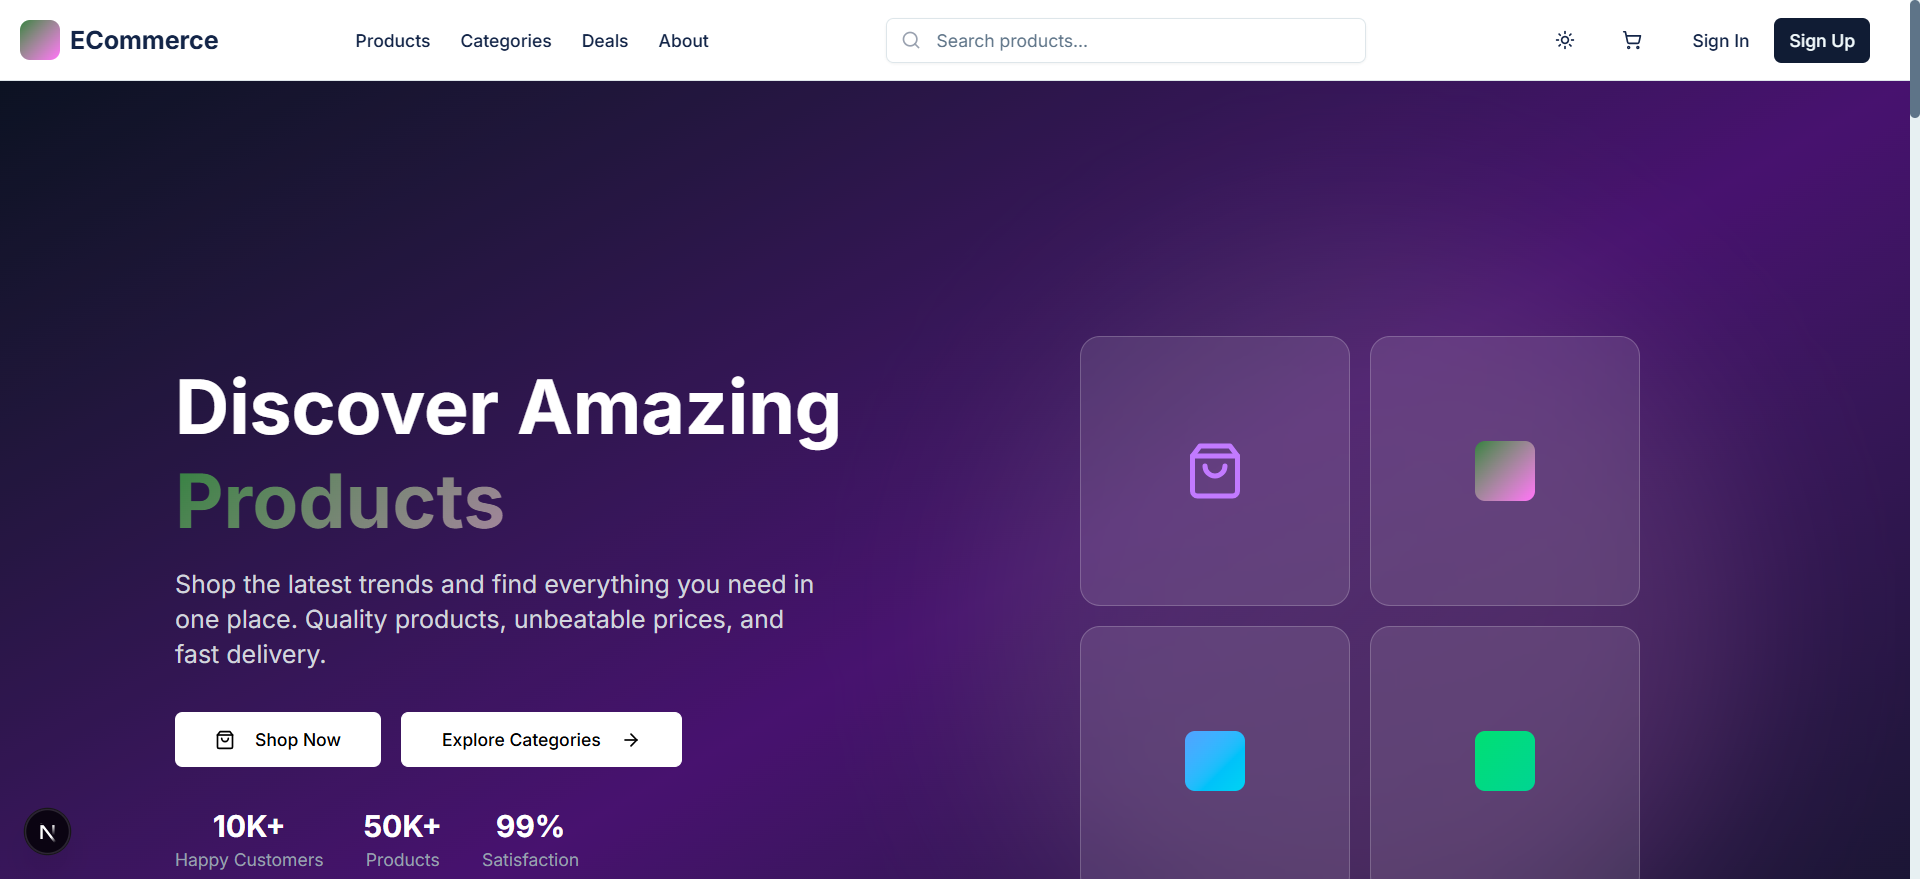 ECommerce
Products
Categories
Deals
About
Search products...
Sign In
Sign Up
Discover Amazing
Products
Shop the latest trends and find everything you need in
one place. Quality products, unbeatable prices, and
fast delivery.
Shop Now
Explore Categories
10K+
Happy Customers
50K+
Products
99%
Satisfaction
N